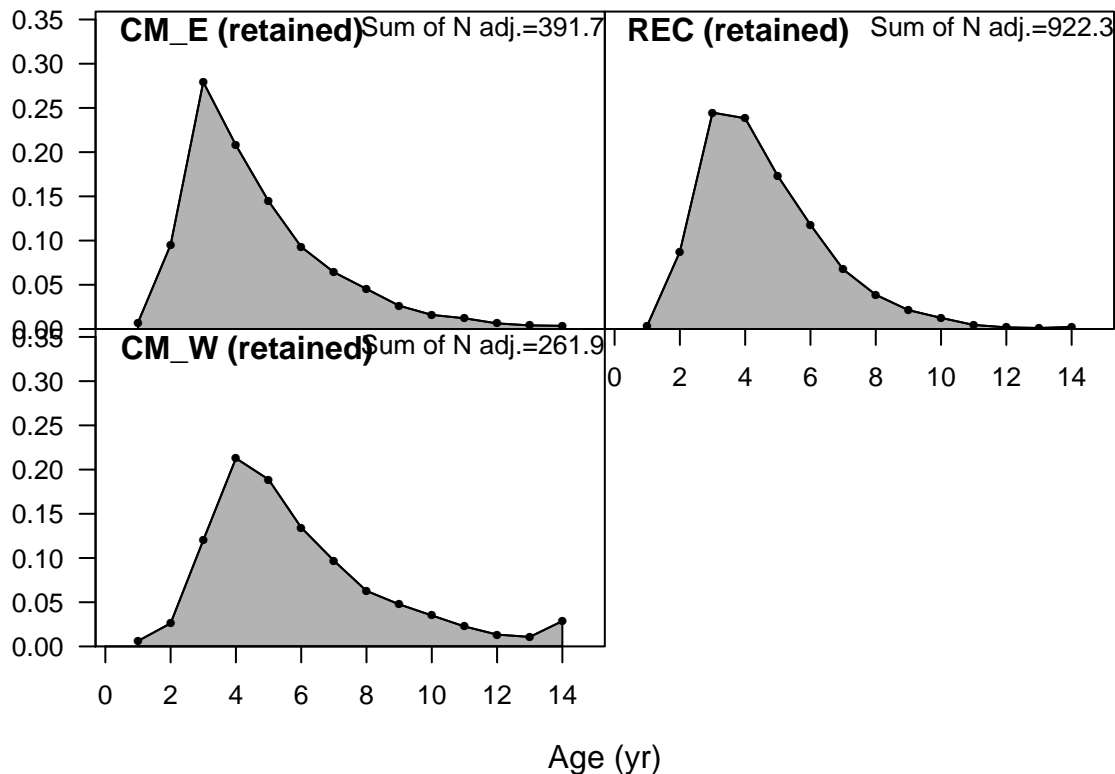 CM_E (retained) Sum of N adj.=391.7
0.35
0.30
0.25
0.20
0.15
0.10
0.05
0.00
REC (retained) Sum of N adj.=922.3
0 2 4 6 8 10 12 14
CM_W (retained) Sum of N adj.=261.9
0.35
0.30
0.25
0.20
0.15
0.10
0.05
0.00
0 2 4 6 8 10 12 14
Age (yr)